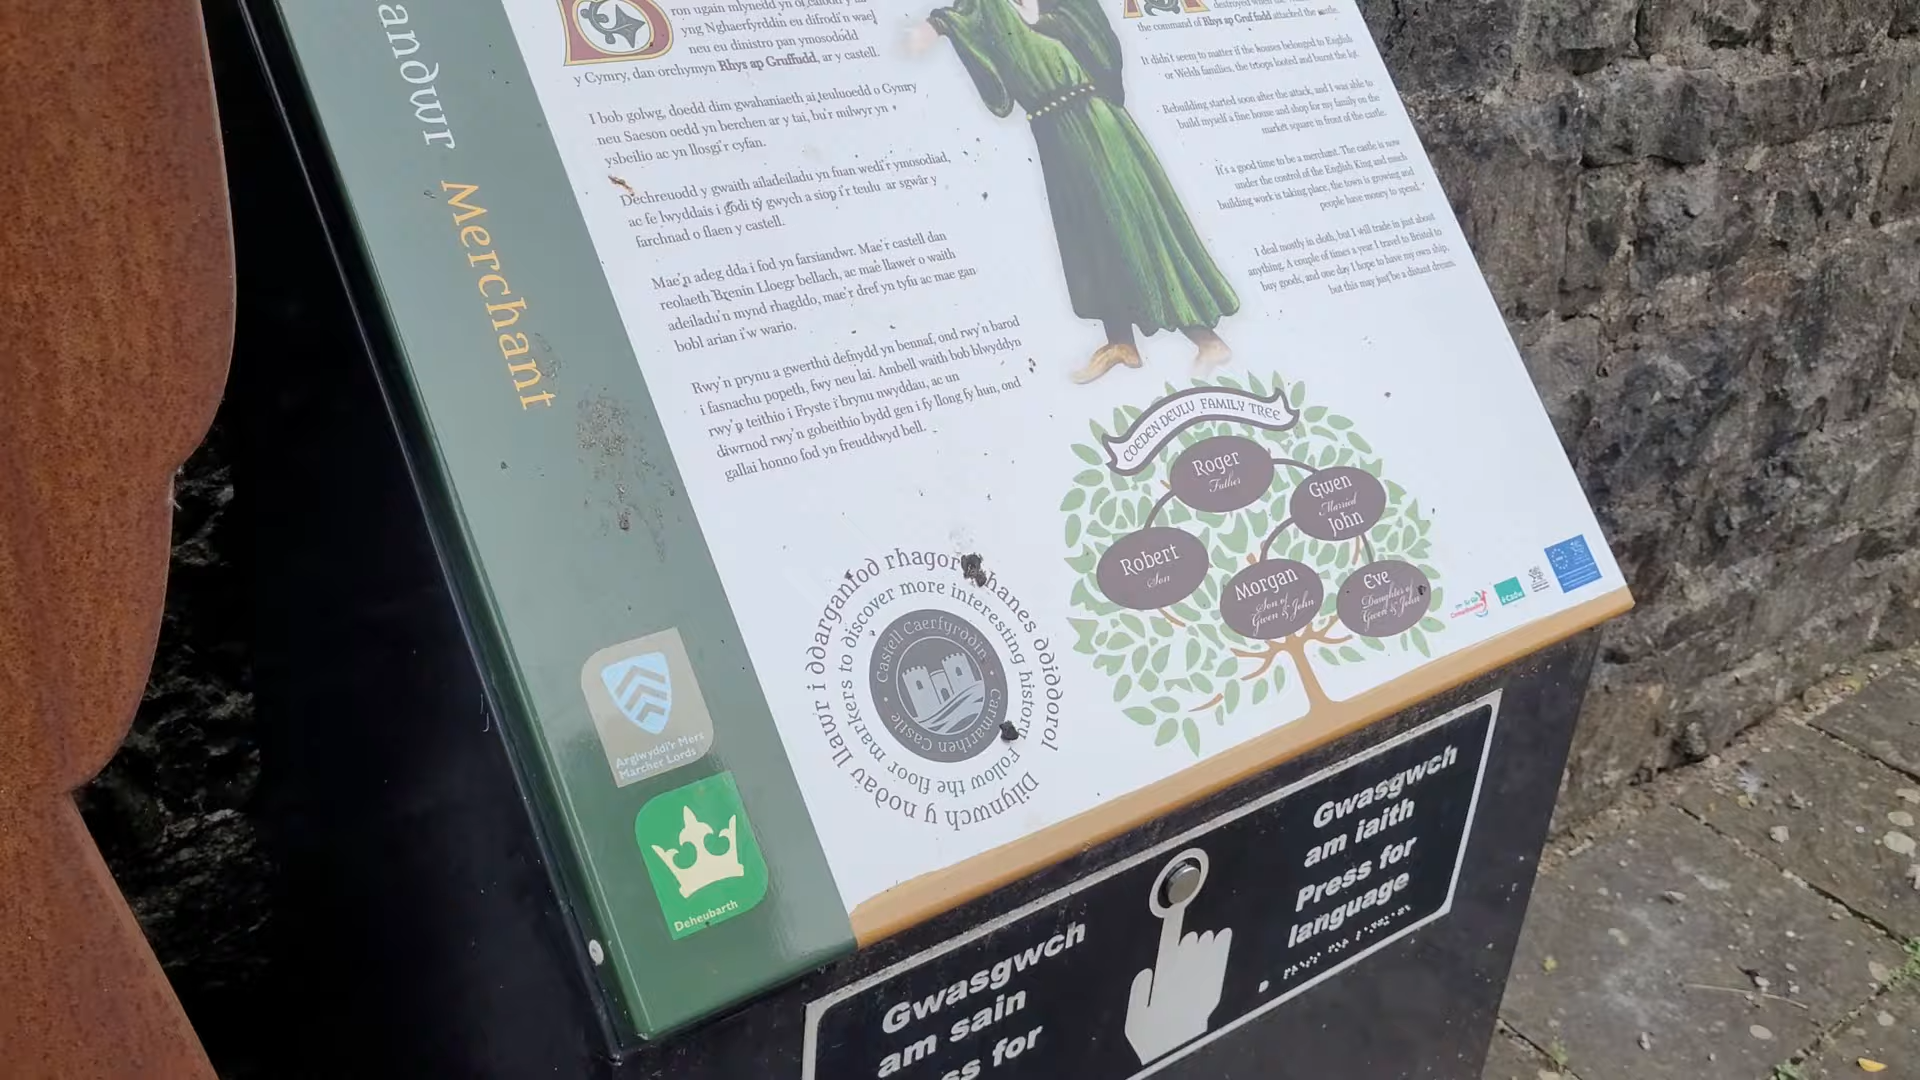 andwr Merchant
ron ugain mlynedd yn ol, cafodd y tai
yng Nghaerfyrddin eu difrodi'n wael
neu eu dinistro pan ymosododd
y Cymry, dan orchymyn Rhys ap Gruffudd, ar y castell.
I bob golwg, doedd dim gwahaniaeth ai teuluoedd o Gymry
neu Saeson oedd yn berchen ar y tai, bu'r milwyr yn
ysbeilio ac yn llosgi'r cyfan.
Dechreuodd y gwaith ailadeiladu yn fuan wedi'r ymosodiad,
ac fe lwyddais i godi tŷ gwych a siop i'r teulu ar sgwâr y
farchnad o flaen y castell.
Mae'n adeg dda i fod yn farsiandwr. Mae'r castell dan
reolaeth Brenin Lloegr bellach, ac mae llawer o waith
adeiladu'n mynd rhagddo, mae'r dref yn tyfu ac mae gan
bobl arian i'w wario.
Rwy'n prynu a gwerthu defnydd yn bennaf, ond rwy'n barod
i fasnachu popeth, fwy neu lai. Ambell waith bob blwyddyn
rwy'n teithio i Fryste i brynu nwyddau, ac un
diwrnod rwy'n gobeithio bydd gen i fy llong fy hun, ond
gallai honno fod yn freuddwyd bell.
destroyed when the
the command of Rhys ap Gruffudd attached the castle.
It didn't seem to matter if the houses belonged to English
or Welsh families, the troops looted and burnt the lot.
Rebuilding started soon after the attack, and I was able to
build myself a fine house and shop for my family on the
market square in front of the castle.
It's a good time to be a merchant. The castle is now
under the control of the English King and much
building work is taking place, the town is growing and
people have money to spend.
I deal mostly in cloth, but I will trade in just about
anything. A couple of times a year I travel to Bristol to
buy goods, and one day I hope to have my own ship,
but this may just be a distant dream.
COEDEN DEULU FAMILY TREE
Roger
Father
Gwen
Married
John
Robert
Son
Morgan
Son of
Gwen & John
Eve
Daughter of
Gwen & John
Dilynwch y nodau llawr i ddarganfod rhagor hanes ddiddorol
Follow the floor markers to discover more interesting history
Castell Caerfyrddin
Carmarthen Castle
Arglwyddi'r Mers
Marcher Lords
Deheubarth
Cadw
Gwasgwch
am sain
ss for
Gwasgwch
am iaith
Press for
language